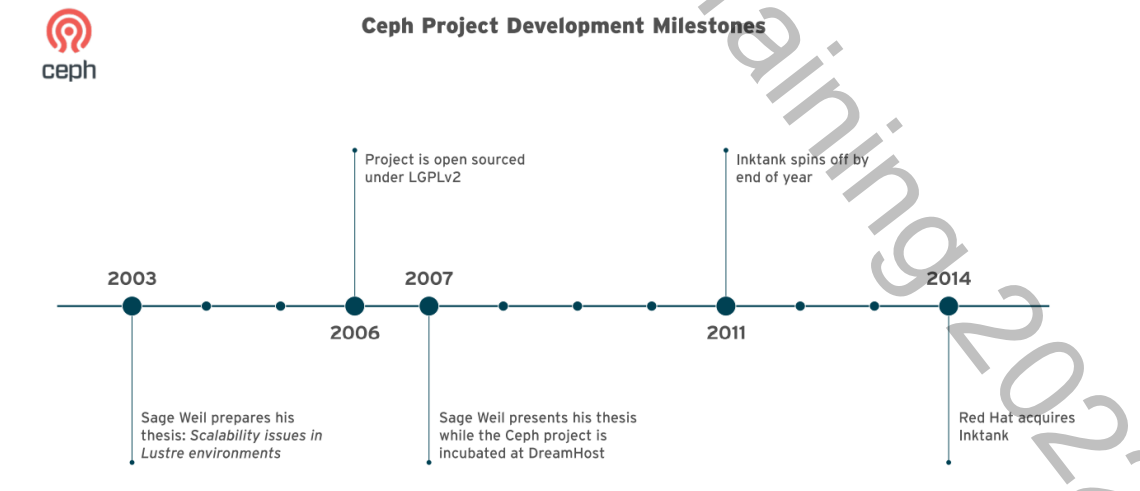 Ceph Project Development Milestones
ceph
Project is open sourced
under LGPLv2
Inktank spins off by
end of year
2003
2007
2014
2006
2011
Sage Weil prepares his
thesis: Scalability issues in
Lustre environments
Sage Weil presents his thesis
while the Ceph project is
incubated at DreamHost
Red Hat acquires
Inktank